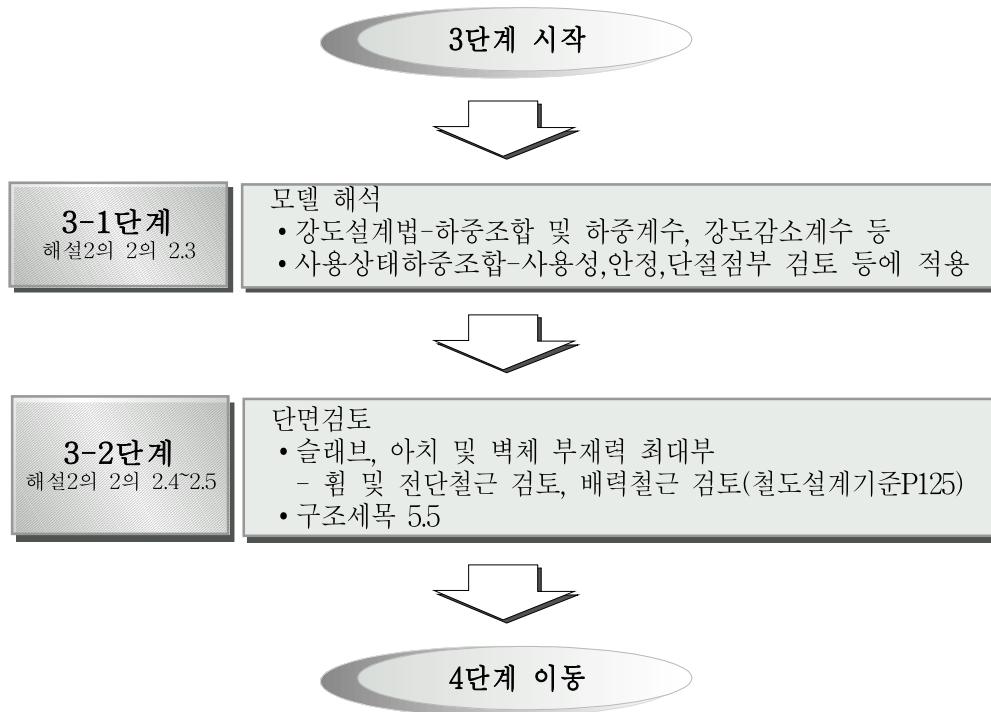 3단계 시작
3-1단계
해설2의 2의 2.3
모델 해석
•강도설계법-하중조합 및 하중계수, 강도감소계수 등
•사용상태하중조합-사용성,안정,단절점부 검토 등에 적용
3-2단계
해설2의 2의 2.4~2.5
단면검토
•슬래브, 아치 및 벽체 부재력 최대부
- 휨 및 전단철근 검토, 배력철근 검토(철도설계기준P125)
•구조세목 5.5
4단계 이동